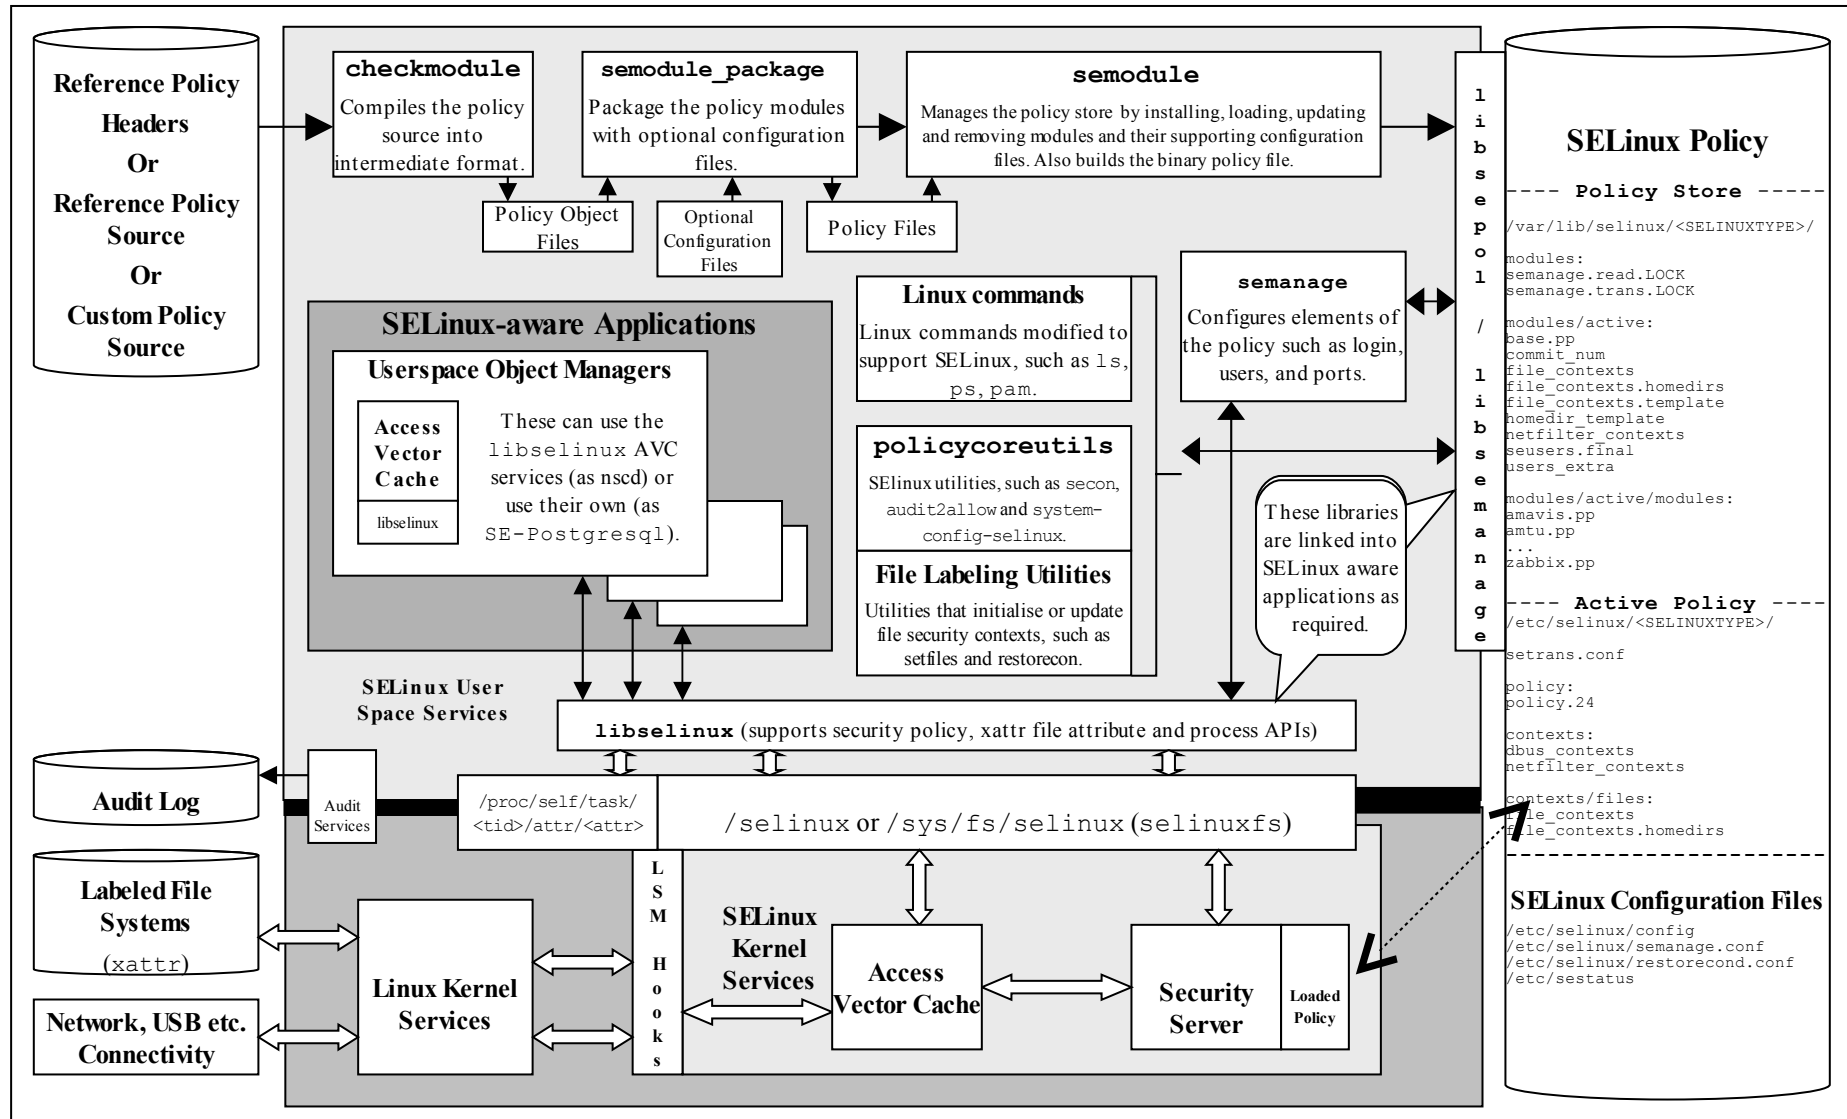 Reference Policy
Headers
Or
Reference Policy
Source
Or
Custom Policy
Source
checkmodule
Compiles the policy
source into
intermediate format.
semodule_package
Package the policy modules
with optional configuration
files.
semodule
Manages the policy store by installing, loading, updating
and removing modules and their supporting configuration
files. Also builds the binary policy file.
Policy Object
Files
Optional
Configuration
Files
Policy Files
SELinux-aware Applications
Userspace Object Managers
Access
Vector
Cache
libselinux
These can use the
libselinux AVC
services (as nscd) or
use their own (as
SE-Postgresql).
Linux commands
Linux commands modified to
support SELinux, such as ls,
ps, pam.
policycoreutils
SElinux utilities, such as secon,
audit2allow and system-
config-selinux.
File Labeling Utilities
Utilities that initialise or update
file security contexts, such as
setfiles and restorecon.
semanage
Configures elements of
the policy such as login,
users, and ports.
These libraries
are linked into
SELinux aware
applications as
required.
libsepol / libsemanage
SELinux User
Space Services
libselinux (supports security policy, xattr file attribute and process APIs)
Audit Log
Audit
Services
/proc/self/task/
<tid>/attr/<attr>
/selinux or /sys/fs/selinux (selinuxfs)
Labeled File
Systems
(xattr)
Network, USB etc.
Connectivity
Linux Kernel
Services
LSM Hooks
SELinux
Kernel
Services
Access
Vector Cache
Security
Server
Loaded
Policy
SELinux Policy
---- Policy Store -----
/var/lib/selinux/<SELINUXTYPE>/
modules:
semanage.read.LOCK
semanage.trans.LOCK
modules/active:
base.pp
commit_num
file_contexts
file_contexts.homedirs
file_contexts.template
homedir_template
netfilter_contexts
seusers.final
users_extra
modules/active/modules:
amavis.pp
amtu.pp
...
zabbix.pp
---- Active Policy ----
/etc/selinux/<SELINUXTYPE>/
setrans.conf
policy:
policy.24
contexts:
dbus_contexts
netfilter_contexts
contexts/files:
file_contexts
file_contexts.homedirs
SELinux Configuration Files
/etc/selinux/config
/etc/selinux/semanage.conf
/etc/selinux/restorecond.conf
/etc/sestatus